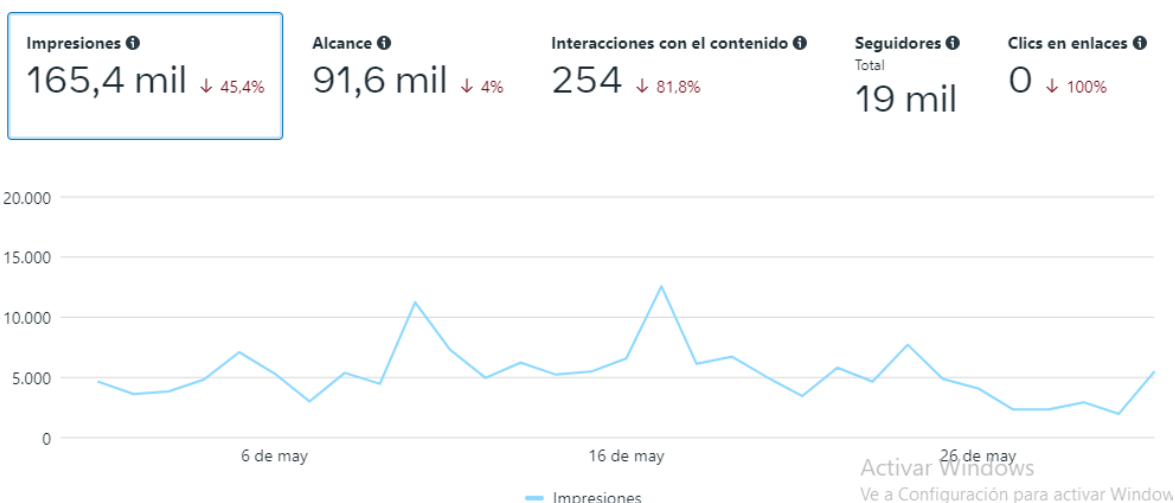 Impresiones
165,4 mil ↓ 45,4%
Alcance
91,6 mil ↓ 4%
Interacciones con el contenido
254 ↓ 81,8%
Seguidores
Total
19 mil
Clics en enlaces
0 ↓ 100%
20.000
15.000
10.000
5.000
0
6 de may
16 de may
26 de may
Impresiones
Activar Windows
Ve a Configuración para activar Window